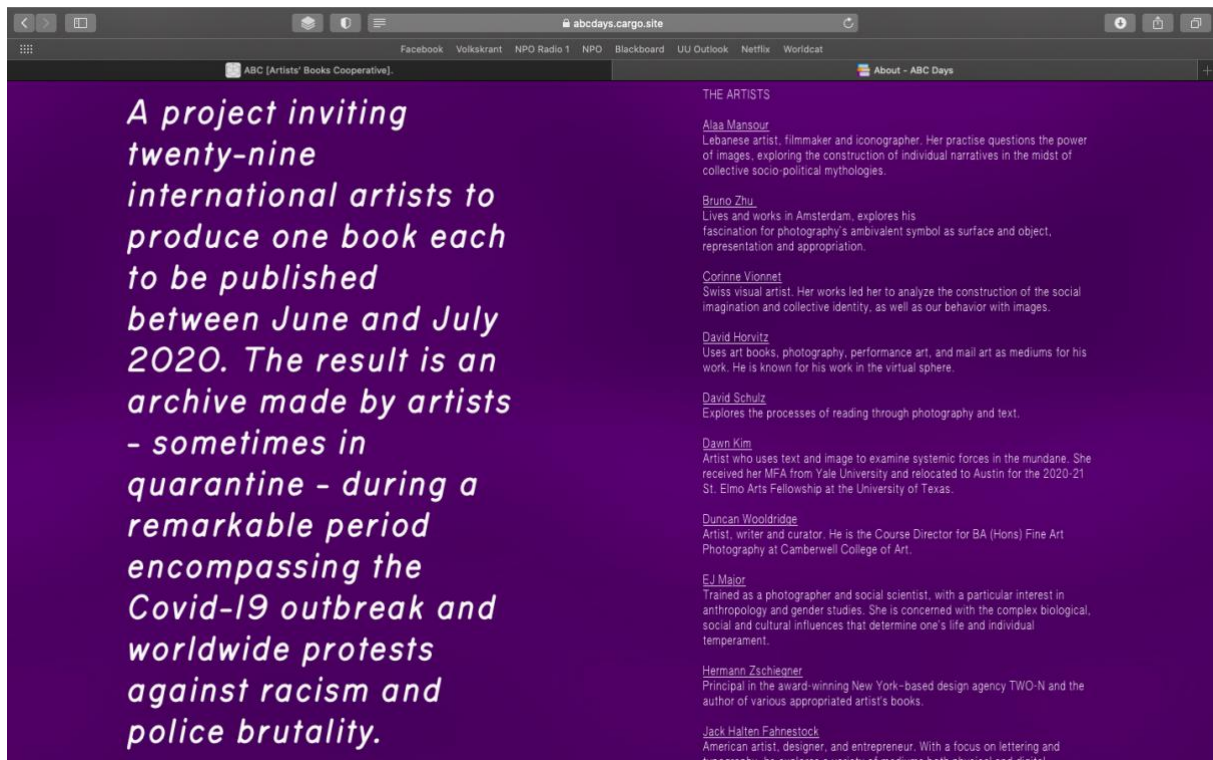 abcdays.cargo.site
Facebook Volkskrant NPO Radio 1 NPO Blackboard UU Outlook Netflix Worldcat
ABC [Artists' Books Cooperative].
About – ABC Days
A project inviting
twenty-nine
international artists to
produce one book each
to be published
between June and July
2020. The result is an
archive made by artists
- sometimes in
quarantine - during a
remarkable period
encompassing the
Covid-19 outbreak and
worldwide protests
against racism and
police brutality.
THE ARTISTS
Alaa Mansour
Lebanese artist, filmmaker and iconographer. Her practise questions the power
of images, exploring the construction of individual narratives in the midst of
collective socio-political mythologies.
Bruno Zhu
Lives and works in Amsterdam, explores his
fascination for photography's ambivalent symbol as surface and object,
representation and appropriation.
Corinne Vionnet
Swiss visual artist. Her works led her to analyze the construction of the social
imagination and collective identity, as well as our behavior with images.
David Horvitz
Uses art books, photography, performance art, and mail art as mediums for his
work. He is known for his work in the virtual sphere.
David Schulz
Explores the processes of reading through photography and text.
Dawn Kim
Artist who uses text and image to examine systemic forces in the mundane. She
received her MFA from Yale University and relocated to Austin for the 2020-21
St. Elmo Arts Fellowship at the University of Texas.
Duncan Wooldridge
Artist, writer and curator. He is the Course Director for BA (Hons) Fine Art
Photography at Camberwell College of Art.
EJ Major
Trained as a photographer and social scientist, with a particular interest in
anthropology and gender studies. She is concerned with the complex biological,
social and cultural influences that determine one's life and individual
temperament.
Hermann Zschiegner
Principal in the award-winning New York-based design agency TWO-N and the
author of various appropriated artist's books.
Jack Halten Fahnestock
American artist, designer, and entrepreneur. With a focus on lettering and